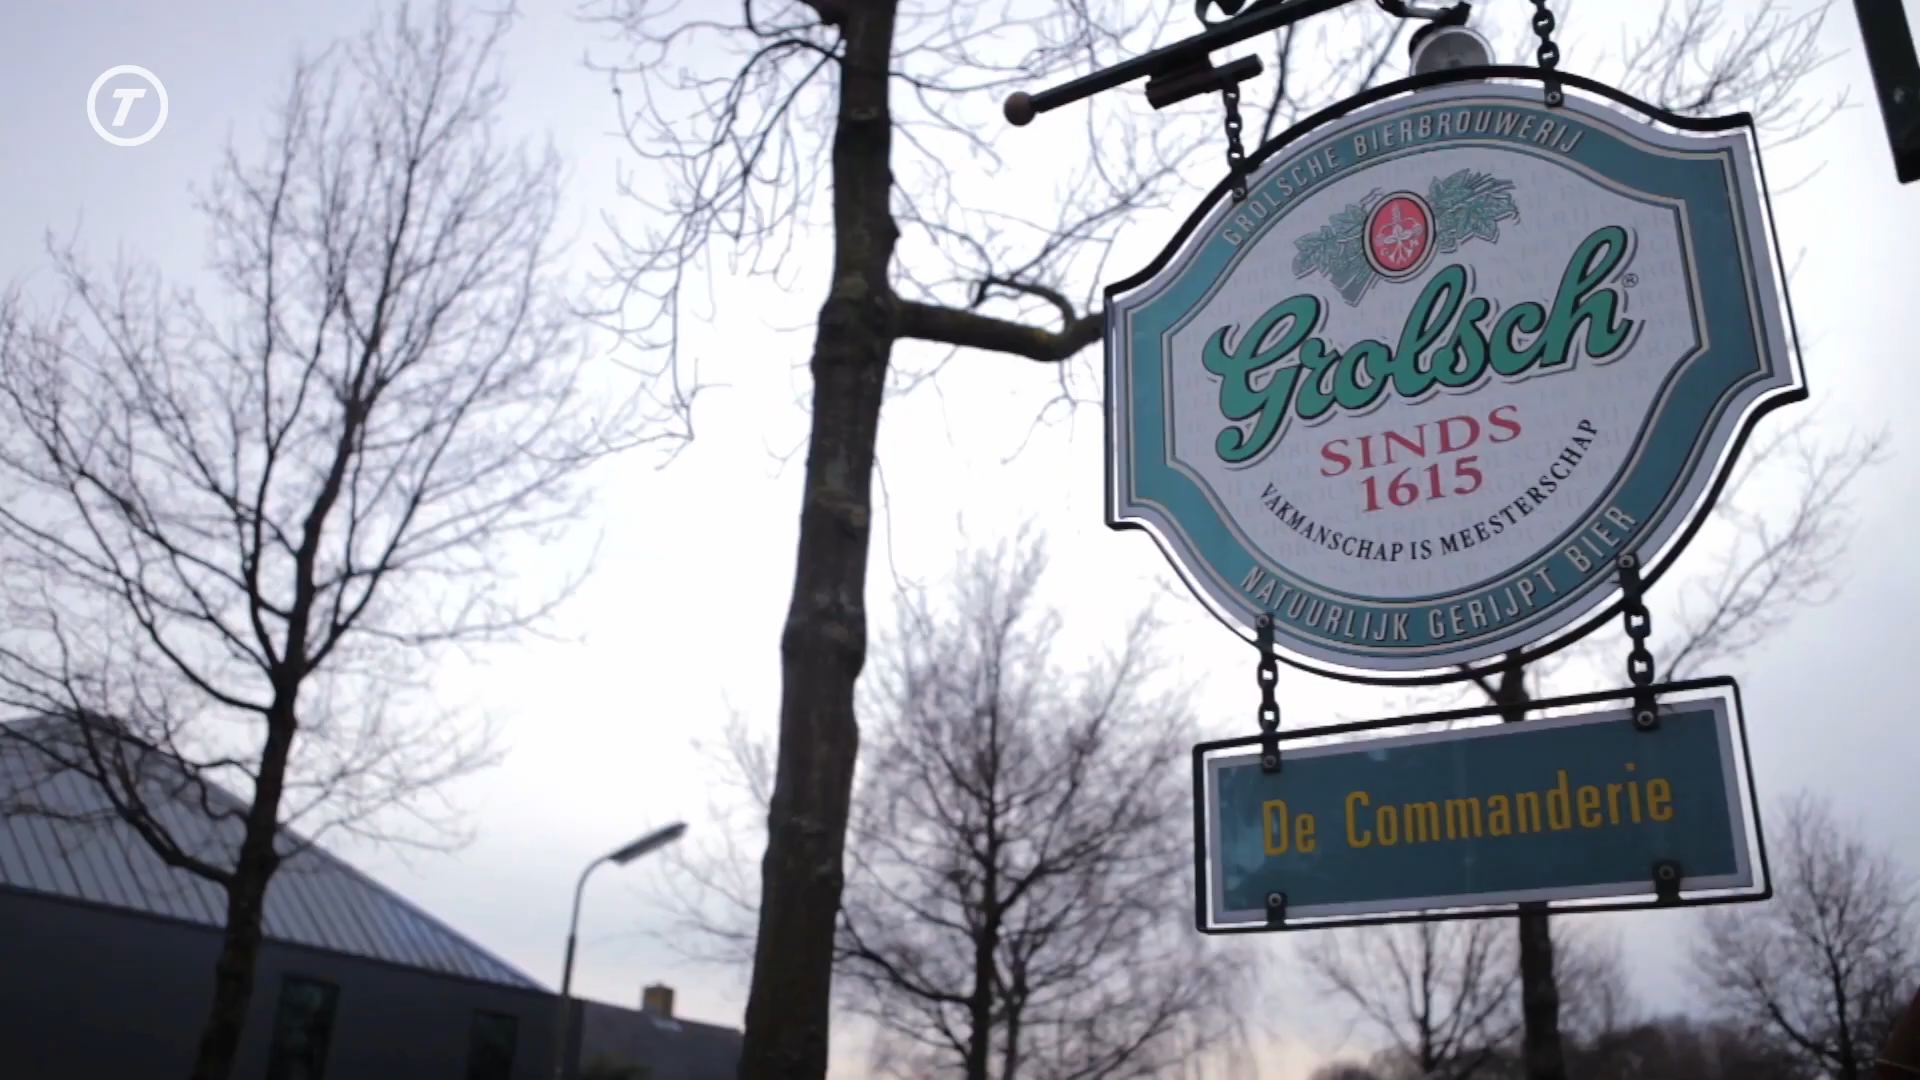 T
GROLSCHE BIERBROUWERIJ
Grolsch®
SINDS
1615
VAKMANSCHAP IS MEESTERSCHAP
NATUURLIJK GERIJPT BIER
De Commanderie